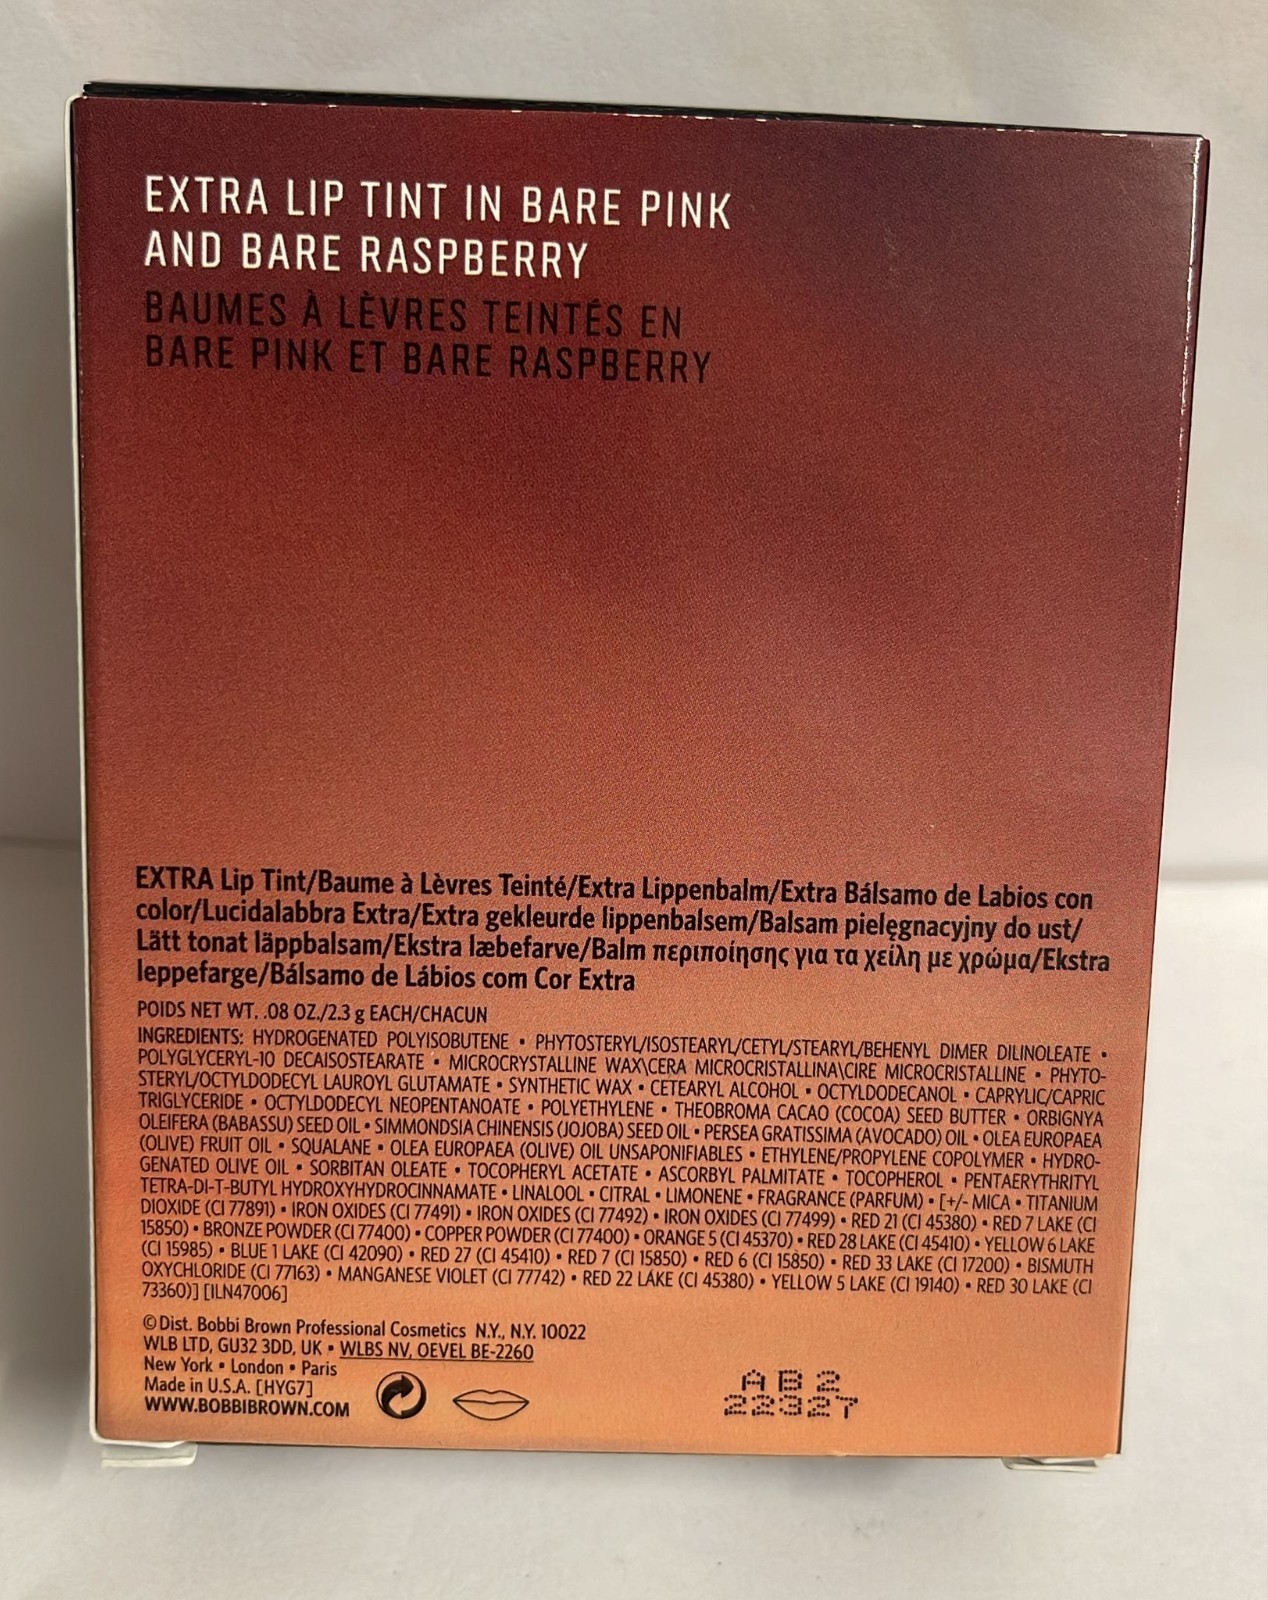 EXTRA LIP TINT IN BARE PINK
AND BARE RASPBERRY
BAUMES À LÈVRES TEINTÉS EN
BARE PINK ET BARE RASPBERRY
EXTRA Lip Tint/Baume à Lèvres Teinté/Extra Lippenbalm/Extra Bálsamo de Labios con
color/Lucidalabbra Extra/Extra gekleurde lippenbalsem/Balsam pielęgnacyjny do ust/
Lätt tonat läppbalsam/Ekstra læbefarve/Balm περιποίησης για τα χείλη με χρώμα/Ekstra
leppefarge/Bálsamo de Lábios com Cor Extra
POIDS NET WT. .08 OZ./2.3 g EACH/CHACUN
INGREDIENTS: HYDROGENATED POLYISOBUTENE • PHYTOSTERYL/ISOSTEARYL/CETYL/STEARYL/BEHENYL DIMER DILINOLEATE •
POLYGLYCERYL-10 DECAISOSTEARATE • MICROCRYSTALLINE WAX\CERA MICROCRISTALLINA\CIRE MICROCRISTALLINE • PHYTO-
STERYL/OCTYLDODECYL LAUROYL GLUTAMATE • SYNTHETIC WAX • CETEARYL ALCOHOL • OCTYLDODECANOL • CAPRYLIC/CAPRIC
TRIGLYCERIDE • OCTYLDODECYL NEOPENTANOATE • POLYETHYLENE • THEOBROMA CACAO (COCOA) SEED BUTTER • ORBIGNYA
OLEIFERA (BABASSU) SEED OIL • SIMMONDSIA CHINENSIS (JOJOBA) SEED OIL • PERSEA GRATISSIMA (AVOCADO) OIL • OLEA EUROPAEA
(OLIVE) FRUIT OIL • SQUALANE • OLEA EUROPAEA (OLIVE) OIL UNSAPONIFIABLES • ETHYLENE/PROPYLENE COPOLYMER • HYDRO-
GENATED OLIVE OIL • SORBITAN OLEATE • TOCOPHERYL ACETATE • ASCORBYL PALMITATE • TOCOPHEROL • PENTAERYTHRITYL
TETRA-DI-T-BUTYL HYDROXYHYDROCINNAMATE • LINALOOL • CITRAL • LIMONENE • FRAGRANCE (PARFUM) • [+/- MICA • TITANIUM
DIOXIDE (CI 77891) • IRON OXIDES (CI 77491) • IRON OXIDES (CI 77492) • IRON OXIDES (CI 77499) • RED 21 (CI 45380) • RED 7 LAKE (CI
15850) • BRONZE POWDER (CI 77400) • COPPER POWDER (CI 77400) • ORANGE 5 (CI 45370) • RED 28 LAKE (CI 45410) • YELLOW 6 LAKE
(CI 15985) • BLUE 1 LAKE (CI 42090) • RED 27 (CI 45410) • RED 7 (CI 15850) • RED 6 (CI 15850) • RED 33 LAKE (CI 17200) • BISMUTH
OXYCHLORIDE (CI 77163) • MANGANESE VIOLET (CI 77742) • RED 22 LAKE (CI 45380) • YELLOW 5 LAKE (CI 19140) • RED 30 LAKE (CI
73360)] [ILN47006]
© Dist. Bobbi Brown Professional Cosmetics N.Y., N.Y. 10022
WLB LTD, GU32 3DD, UK • WLBS NV, OEVEL BE-2260
New York • London • Paris
Made in U.S.A. [HYG7]
WWW.BOBBIBROWN.COM
AB2
22327